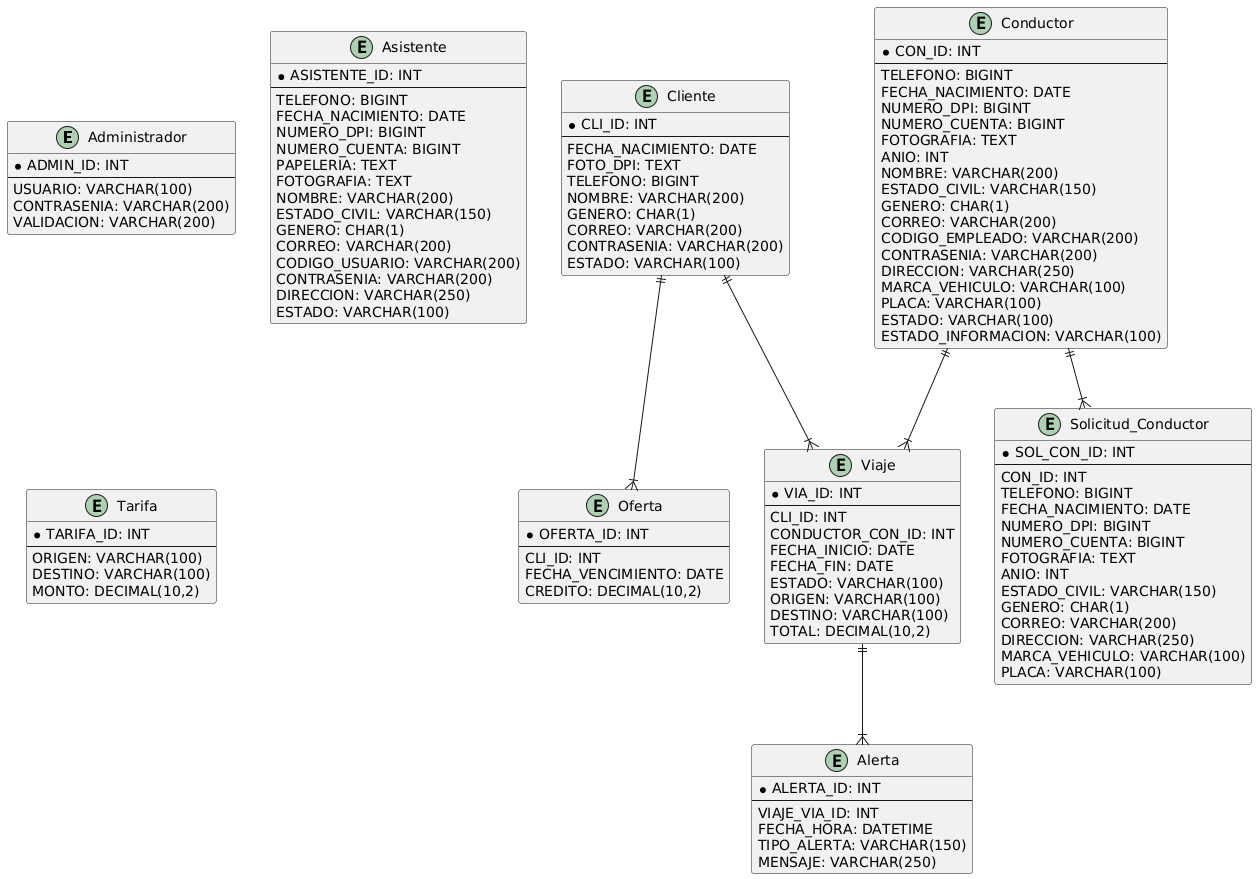 E Administrador
* ADMIN_ID: INT
USUARIO: VARCHAR(100)
CONTRASENIA: VARCHAR(200)
VALIDACION: VARCHAR(200)
E Asistente
* ASISTENTE_ID: INT
TELEFONO: BIGINT
FECHA_NACIMIENTO: DATE
NUMERO_DPI: BIGINT
NUMERO_CUENTA: BIGINT
PAPELERIA: TEXT
FOTOGRAFIA: TEXT
NOMBRE: VARCHAR(200)
ESTADO_CIVIL: VARCHAR(150)
GENERO: CHAR(1)
CORREO: VARCHAR(200)
CODIGO_USUARIO: VARCHAR(200)
CONTRASENIA: VARCHAR(200)
DIRECCION: VARCHAR(250)
ESTADO: VARCHAR(100)
E Cliente
* CLI_ID: INT
FECHA_NACIMIENTO: DATE
FOTO_DPI: TEXT
TELEFONO: BIGINT
NOMBRE: VARCHAR(200)
GENERO: CHAR(1)
CORREO: VARCHAR(200)
CONTRASENIA: VARCHAR(200)
ESTADO: VARCHAR(100)
E Conductor
* CON_ID: INT
TELEFONO: BIGINT
FECHA_NACIMIENTO: DATE
NUMERO_DPI: BIGINT
NUMERO_CUENTA: BIGINT
FOTOGRAFIA: TEXT
ANIO: INT
NOMBRE: VARCHAR(200)
ESTADO_CIVIL: VARCHAR(150)
GENERO: CHAR(1)
CORREO: VARCHAR(200)
CODIGO_EMPLEADO: VARCHAR(200)
CONTRASENIA: VARCHAR(200)
DIRECCION: VARCHAR(250)
MARCA_VEHICULO: VARCHAR(100)
PLACA: VARCHAR(100)
ESTADO: VARCHAR(100)
ESTADO_INFORMACION: VARCHAR(100)
E Tarifa
* TARIFA_ID: INT
ORIGEN: VARCHAR(100)
DESTINO: VARCHAR(100)
MONTO: DECIMAL(10,2)
E Oferta
* OFERTA_ID: INT
CLI_ID: INT
FECHA_VENCIMIENTO: DATE
CREDITO: DECIMAL(10,2)
E Viaje
* VIA_ID: INT
CLI_ID: INT
CONDUCTOR_CON_ID: INT
FECHA_INICIO: DATE
FECHA_FIN: DATE
ESTADO: VARCHAR(100)
ORIGEN: VARCHAR(100)
DESTINO: VARCHAR(100)
TOTAL: DECIMAL(10,2)
E Solicitud_Conductor
* SOL_CON_ID: INT
CON_ID: INT
TELEFONO: BIGINT
FECHA_NACIMIENTO: DATE
NUMERO_DPI: BIGINT
NUMERO_CUENTA: BIGINT
FOTOGRAFIA: TEXT
ANIO: INT
ESTADO_CIVIL: VARCHAR(150)
GENERO: CHAR(1)
CORREO: VARCHAR(200)
DIRECCION: VARCHAR(250)
MARCA_VEHICULO: VARCHAR(100)
PLACA: VARCHAR(100)
E Alerta
* ALERTA_ID: INT
VIAJE_VIA_ID: INT
FECHA_HORA: DATETIME
TIPO_ALERTA: VARCHAR(150)
MENSAJE: VARCHAR(250)